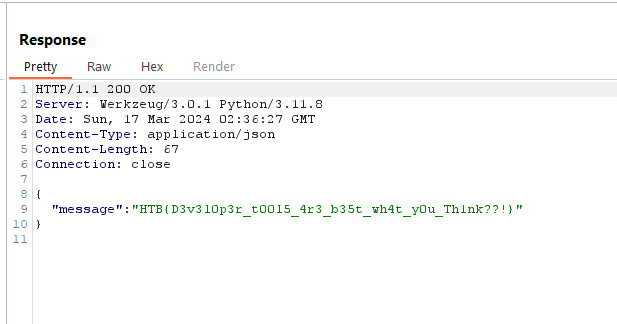 Response
Pretty Raw Hex Render
1 HTTP/1.1 200 OK
2 Server: Werkzeug/3.0.1 Python/3.11.8
3 Date: Sun, 17 Mar 2024 02:36:27 GMT
4 Content-Type: application/json
5 Content-Length: 67
6 Connection: close
7
8 {
9 "message":"HTB{D3v3l0p3r_t00l5_4r3_b35t_wh4t_y0u_Th1nk??!}"
10 }
11